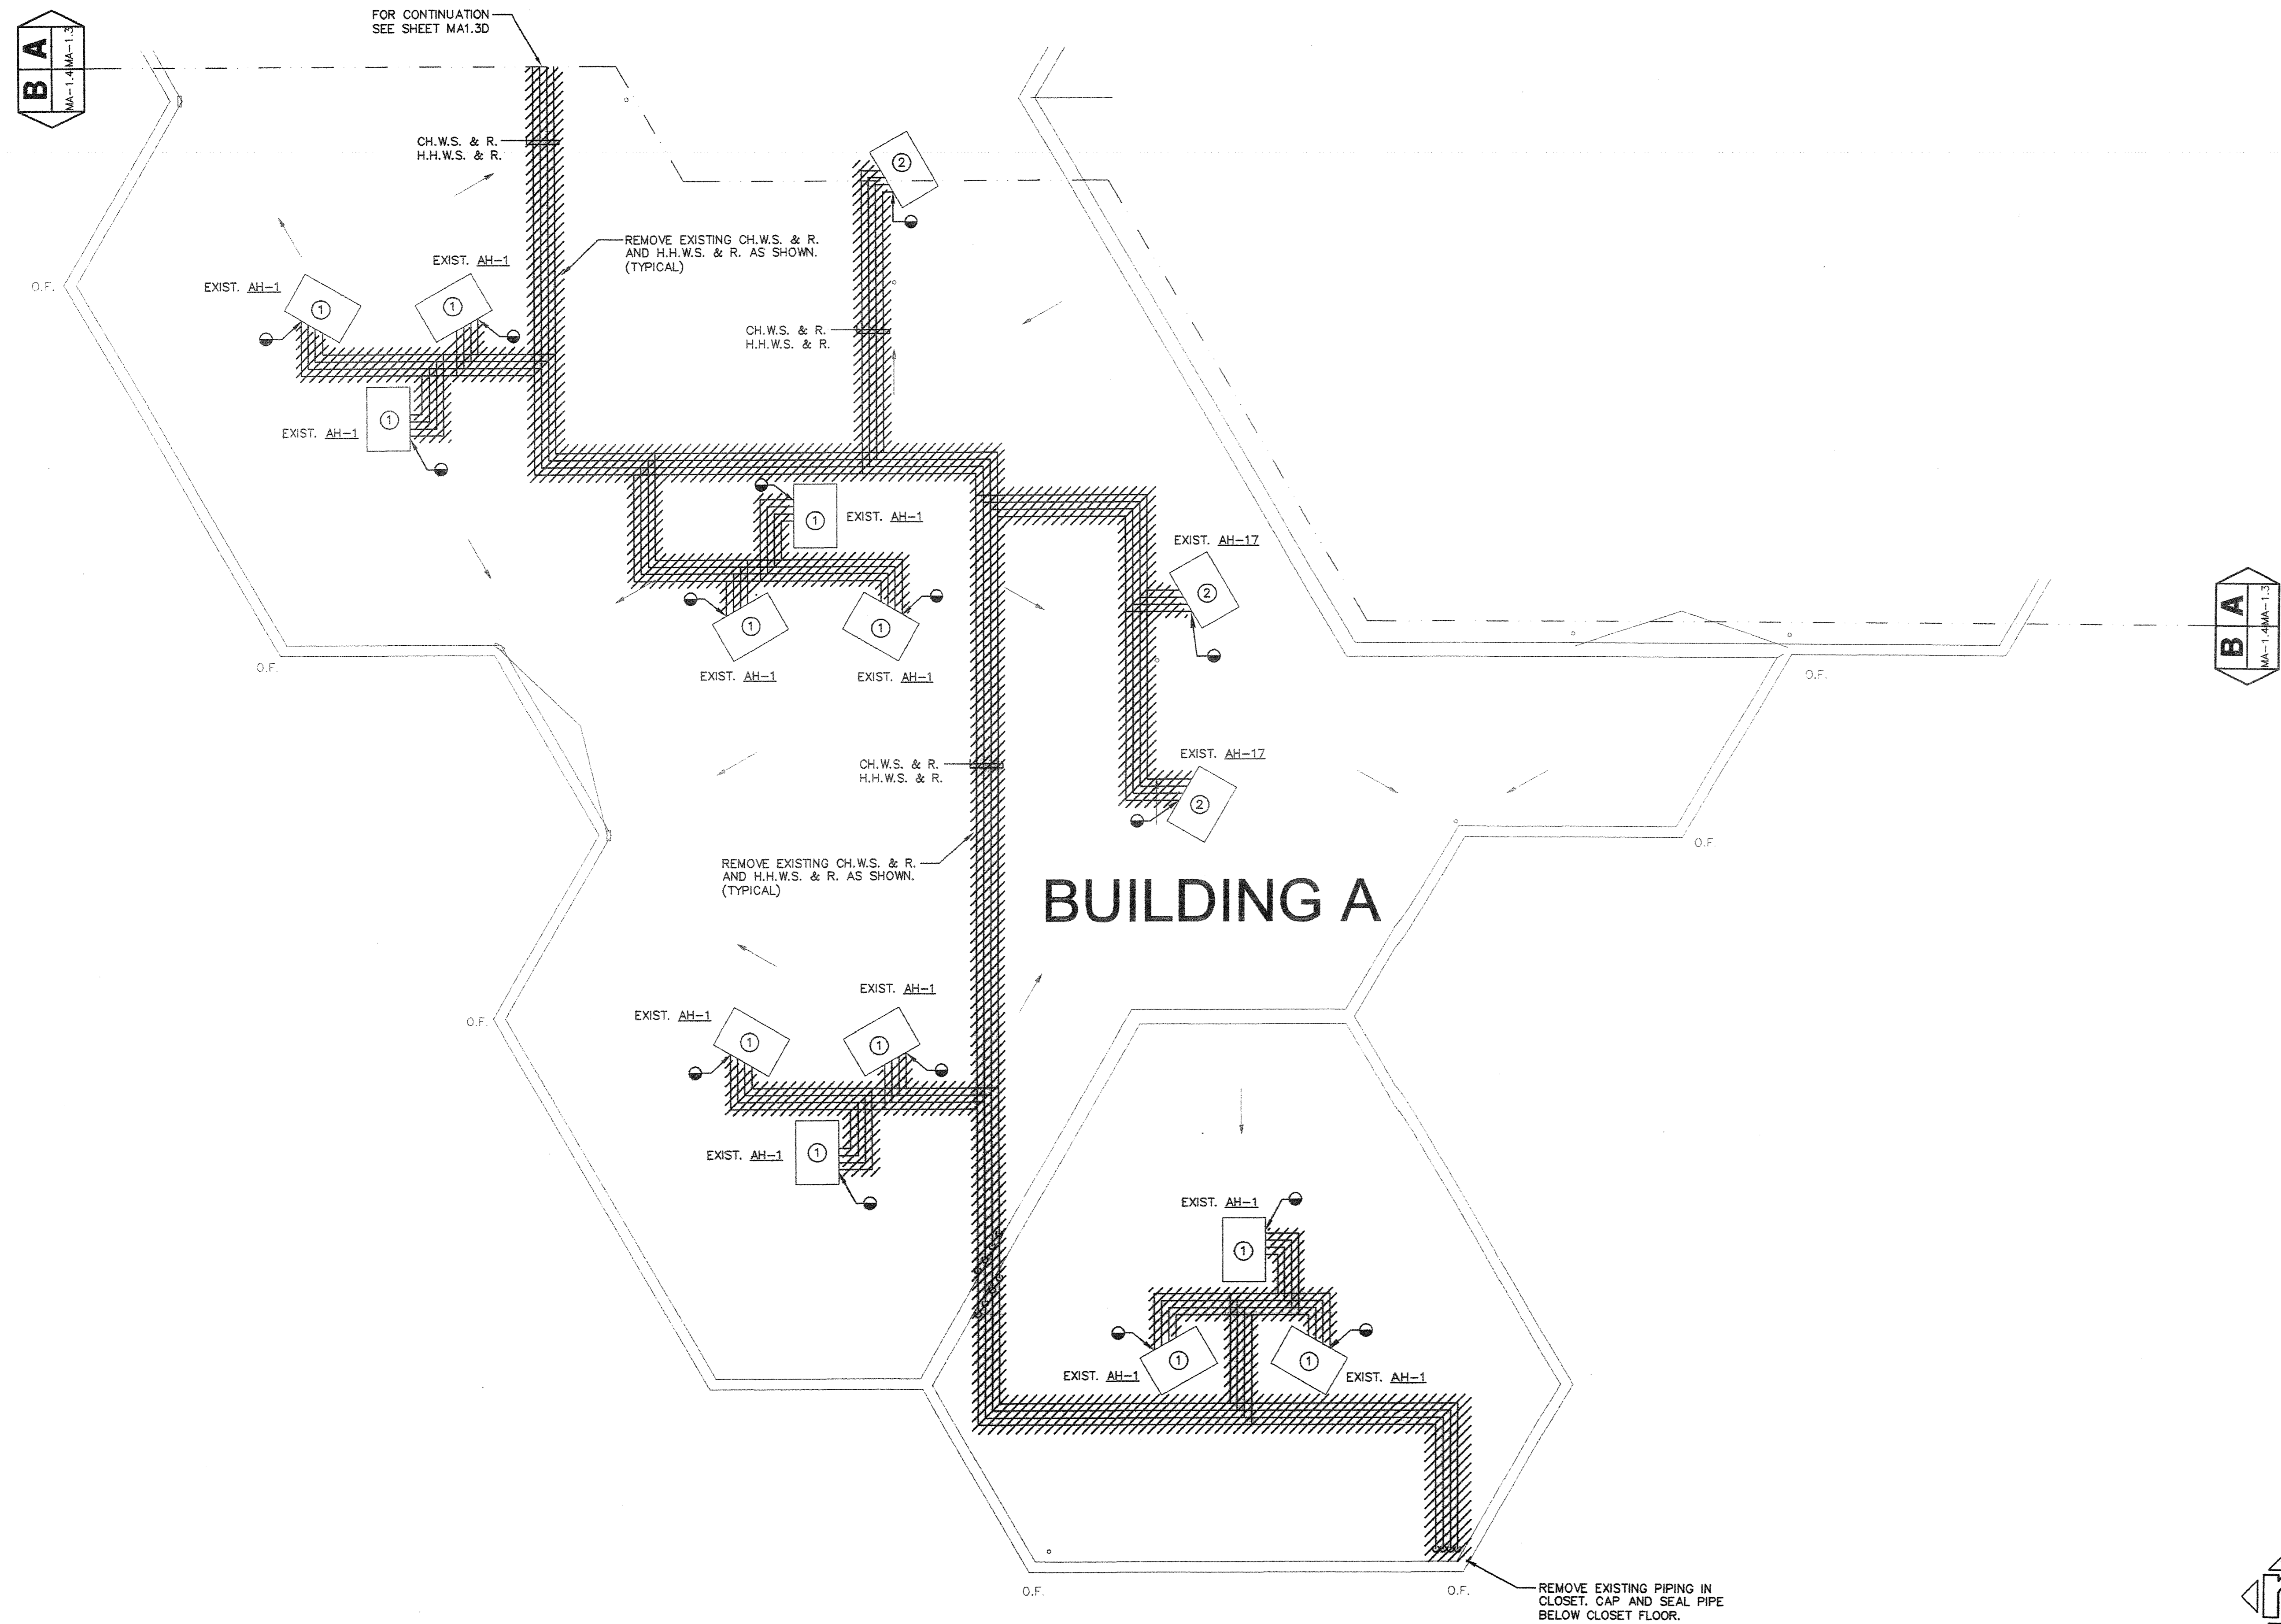 FOR CONTINUATION
SEE SHEET MA1.3D
B A
MA-1.4 MA-1.3
CH.W.S. & R.
H.H.W.S. & R.
2
REMOVE EXISTING CH.W.S. & R.
AND H.H.W.S. & R. AS SHOWN.
(TYPICAL)
EXIST. AH-1
EXIST. AH-1
O.F.
1
1
CH.W.S. & R.
H.H.W.S. & R.
1
EXIST. AH-1
1
EXIST. AH-1
EXIST. AH-17
2
1
1
B A
MA-1.4 MA-1.3
O.F.
EXIST. AH-1
EXIST. AH-1
O.F.
EXIST. AH-17
CH.W.S. & R.
H.H.W.S. & R.
2
O.F.
REMOVE EXISTING CH.W.S. & R.
AND H.H.W.S. & R. AS SHOWN.
(TYPICAL)
BUILDING A
EXIST. AH-1
EXIST. AH-1
O.F.
1
1
EXIST. AH-1
1
EXIST. AH-1
1
1
1
EXIST. AH-1
EXIST. AH-1
O.F.
O.F.
REMOVE EXISTING PIPING IN
CLOSET. CAP AND SEAL PIPE
BELOW CLOSET FLOOR.